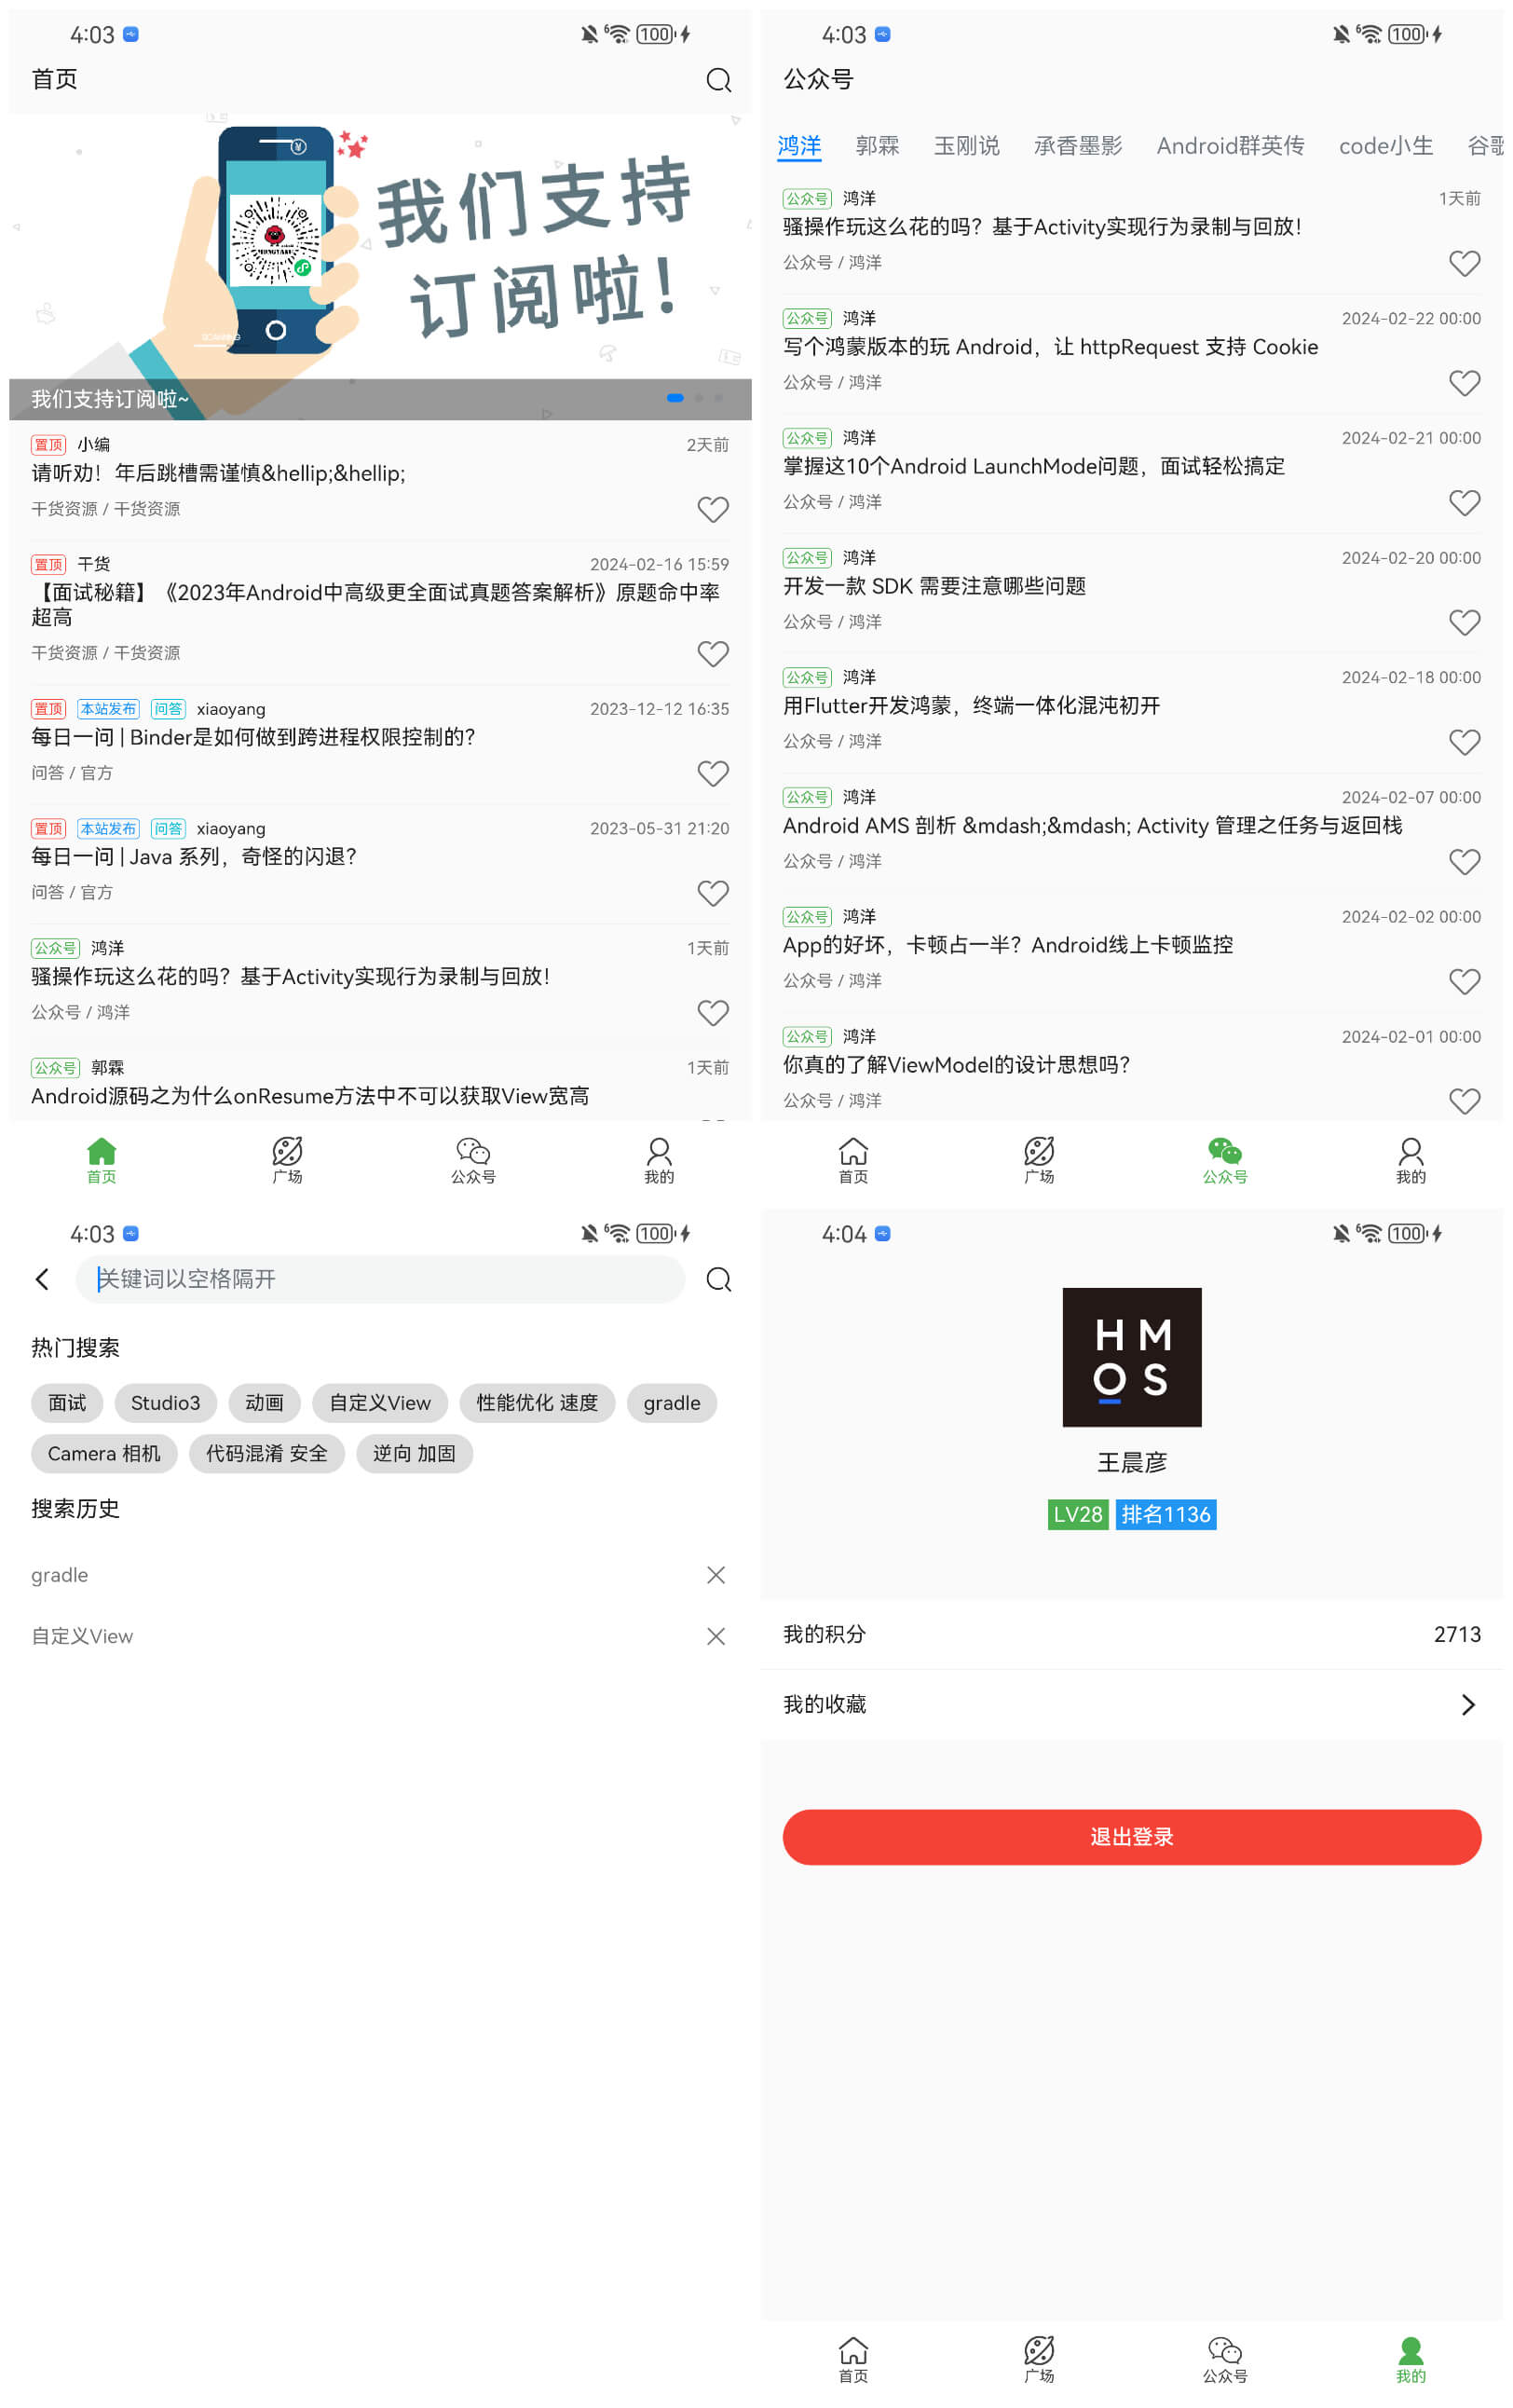 4:03
6 100
首页
我们支持
订阅啦!
我们支持订阅啦~
置顶 小编 2天前
请听劝！年后跳槽需谨慎&hellip;&hellip;
干货资源 / 干货资源
置顶 干货 2024-02-16 15:59
【面试秘籍】《2023年Android中高级更全面试真题答案解析》原题命中率
超高
干货资源 / 干货资源
置顶 本站发布 问答 xiaoyang 2023-12-12 16:35
每日一问 | Binder是如何做到跨进程权限控制的？
问答 / 官方
置顶 本站发布 问答 xiaoyang 2023-05-31 21:20
每日一问 | Java 系列，奇怪的闪退？
问答 / 官方
公众号 鸿洋 1天前
骚操作玩这么花的吗？基于Activity实现行为录制与回放！
公众号 / 鸿洋
公众号 郭霖 1天前
Android源码之为什么onResume方法中不可以获取View宽高
首页 广场 公众号 我的
4:03
6 100
公众号
鸿洋 郭霖 玉刚说 承香墨影 Android群英传 code小生 谷歌
公众号 鸿洋 1天前
骚操作玩这么花的吗？基于Activity实现行为录制与回放！
公众号 / 鸿洋
公众号 鸿洋 2024-02-22 00:00
写个鸿蒙版本的玩 Android，让 httpRequest 支持 Cookie
公众号 / 鸿洋
公众号 鸿洋 2024-02-21 00:00
掌握这10个Android LaunchMode问题，面试轻松搞定
公众号 / 鸿洋
公众号 鸿洋 2024-02-20 00:00
开发一款 SDK 需要注意哪些问题
公众号 / 鸿洋
公众号 鸿洋 2024-02-18 00:00
用Flutter开发鸿蒙，终端一体化混沌初开
公众号 / 鸿洋
公众号 鸿洋 2024-02-07 00:00
Android AMS 剖析 &mdash;&mdash; Activity 管理之任务与返回栈
公众号 / 鸿洋
公众号 鸿洋 2024-02-02 00:00
App的好坏，卡顿占一半？Android线上卡顿监控
公众号 / 鸿洋
公众号 鸿洋 2024-02-01 00:00
你真的了解ViewModel的设计思想吗？
公众号 / 鸿洋
首页 广场 公众号 我的
4:03
6 100
关键词以空格隔开
热门搜索
面试 Studio3 动画 自定义View 性能优化 速度 gradle
Camera 相机 代码混淆 安全 逆向 加固
搜索历史
gradle
自定义View
4:04
6 100
HM
OS
王晨彦
LV28 排名1136
我的积分 2713
我的收藏
退出登录
首页 广场 公众号 我的